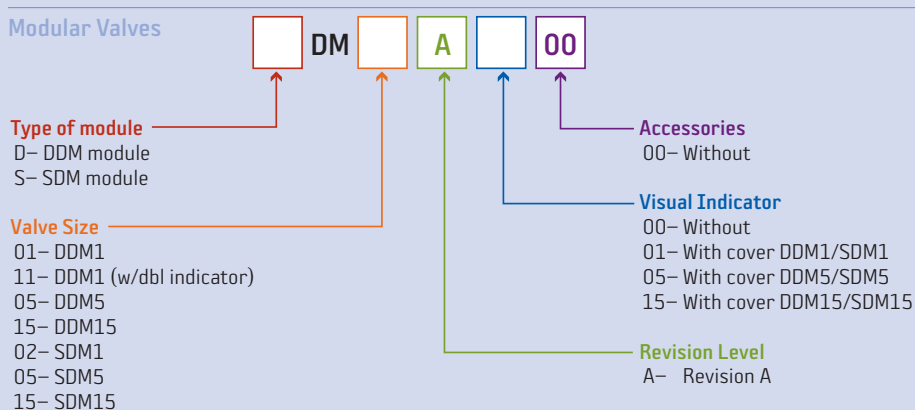 Modular Valves
DM A 00
Type of module
D– DDM module
S– SDM module
Valve Size
01– DDM1
11– DDM1 (w/dbl indicator)
05– DDM5
15– DDM15
02– SDM1
05– SDM5
15– SDM15
Accessories
00– Without
Visual Indicator
00– Without
01– With cover DDM1/SDM1
05– With cover DDM5/SDM5
15– With cover DDM15/SDM15
Revision Level
A– Revision A